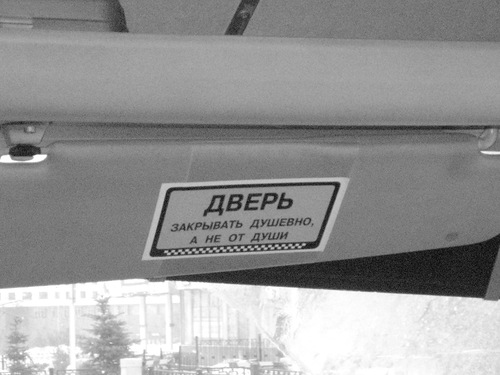 ДВЕРЬ
ЗАКРЫВАТЬ ДУШЕВНО,
А НЕ ОТ ДУШИ